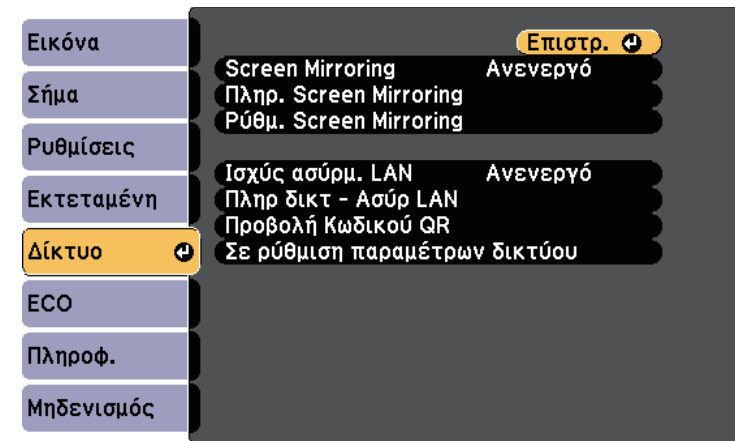 Εικόνα
Σήμα
Ρυθμίσεις
Εκτεταμένη
Δίκτυο
ECO
Πληροφ.
Μηδενισμός
Επιστρ.
Screen Mirroring Ανενεργό
Πληρ. Screen Mirroring
Ρύθμ. Screen Mirroring
Ισχύς ασύρμ. LAN Ανενεργό
Πληρ δικτ - Ασύρ LAN
Προβολή Κωδικού QR
Σε ρύθμιση παραμέτρων δικτύου